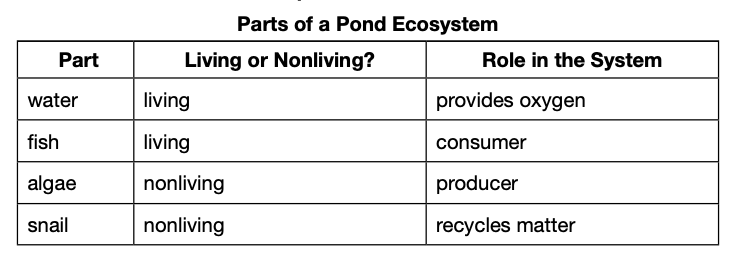 Parts of a Pond Ecosystem
Part Living or Nonliving? Role in the System
water living provides oxygen
fish living consumer
algae nonliving producer
snail nonliving recycles matter